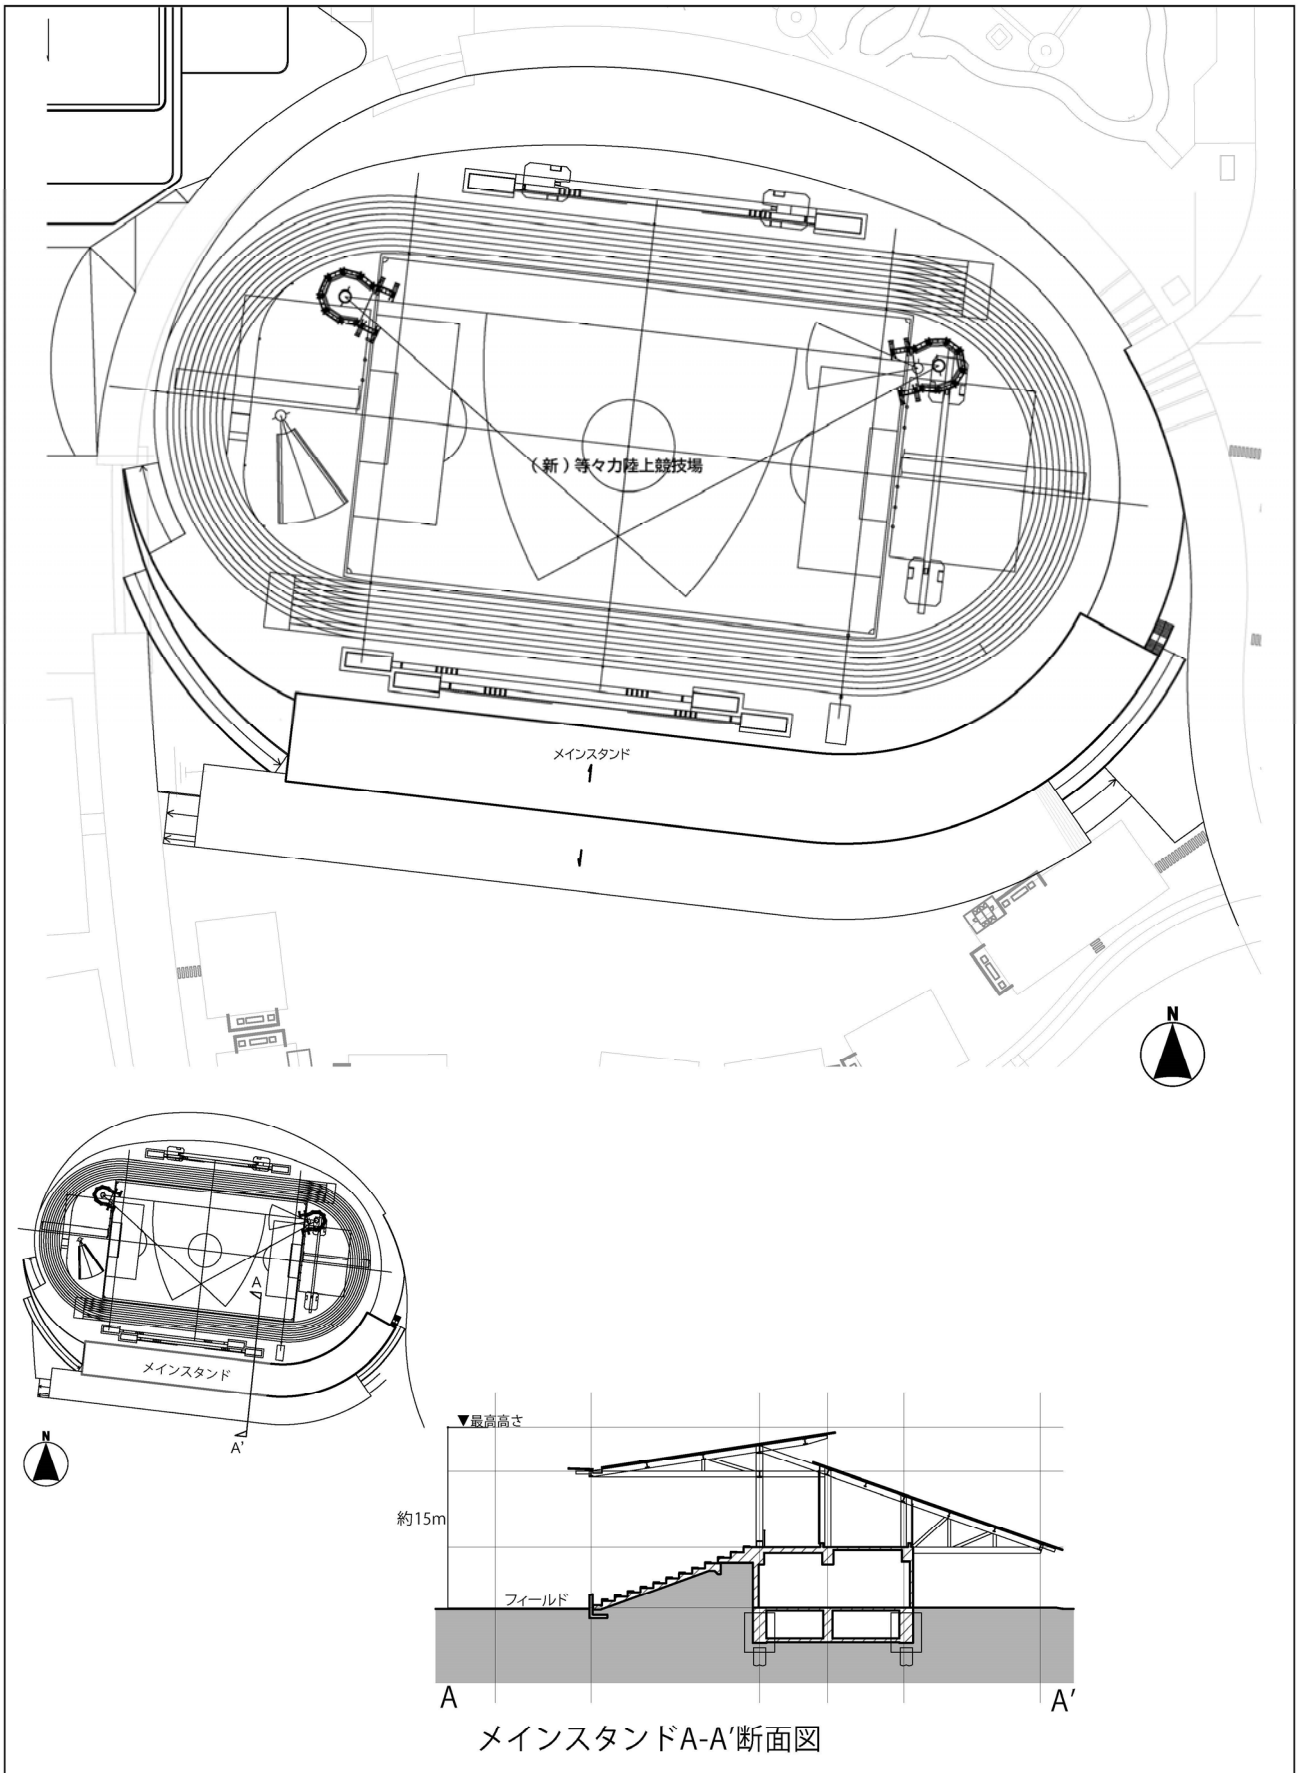 （新）等々力陸上競技場
メインスタンド
N
A
メインスタンド
A'
N
▼最高高さ
約15m
フィールド
A
A'
メインスタンドA-A'断面図